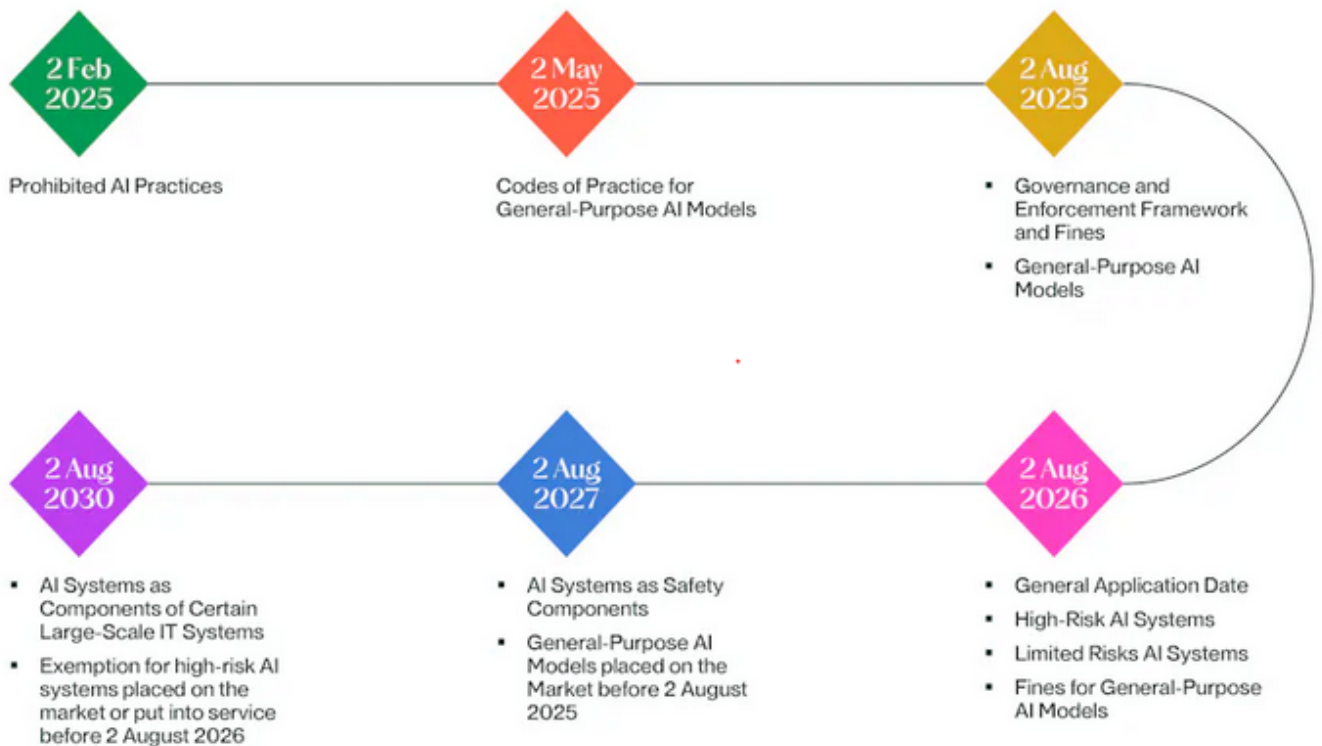 2 Feb
2025
2 May
2025
2 Aug
2025
Prohibited AI Practices
Codes of Practice for
General-Purpose AI Models
▪ Governance and
Enforcement Framework
and Fines
▪ General-Purpose AI
Models
2 Aug
2030
2 Aug
2027
2 Aug
2026
▪ AI Systems as
Components of Certain
Large-Scale IT Systems
▪ Exemption for high-risk AI
systems placed on the
market or put into service
before 2 August 2026
▪ AI Systems as Safety
Components
▪ General-Purpose AI
Models placed on the
Market before 2 August
2025
▪ General Application Date
▪ High-Risk AI Systems
▪ Limited Risks AI Systems
▪ Fines for General-Purpose
AI Models